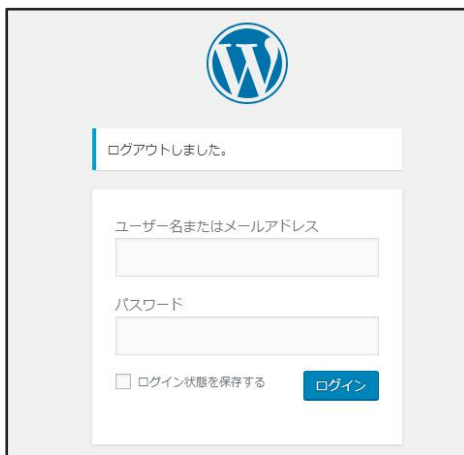 ログアウトしました。
ユーザー名またはメールアドレス
パスワード
ログイン状態を保存する
ログイン